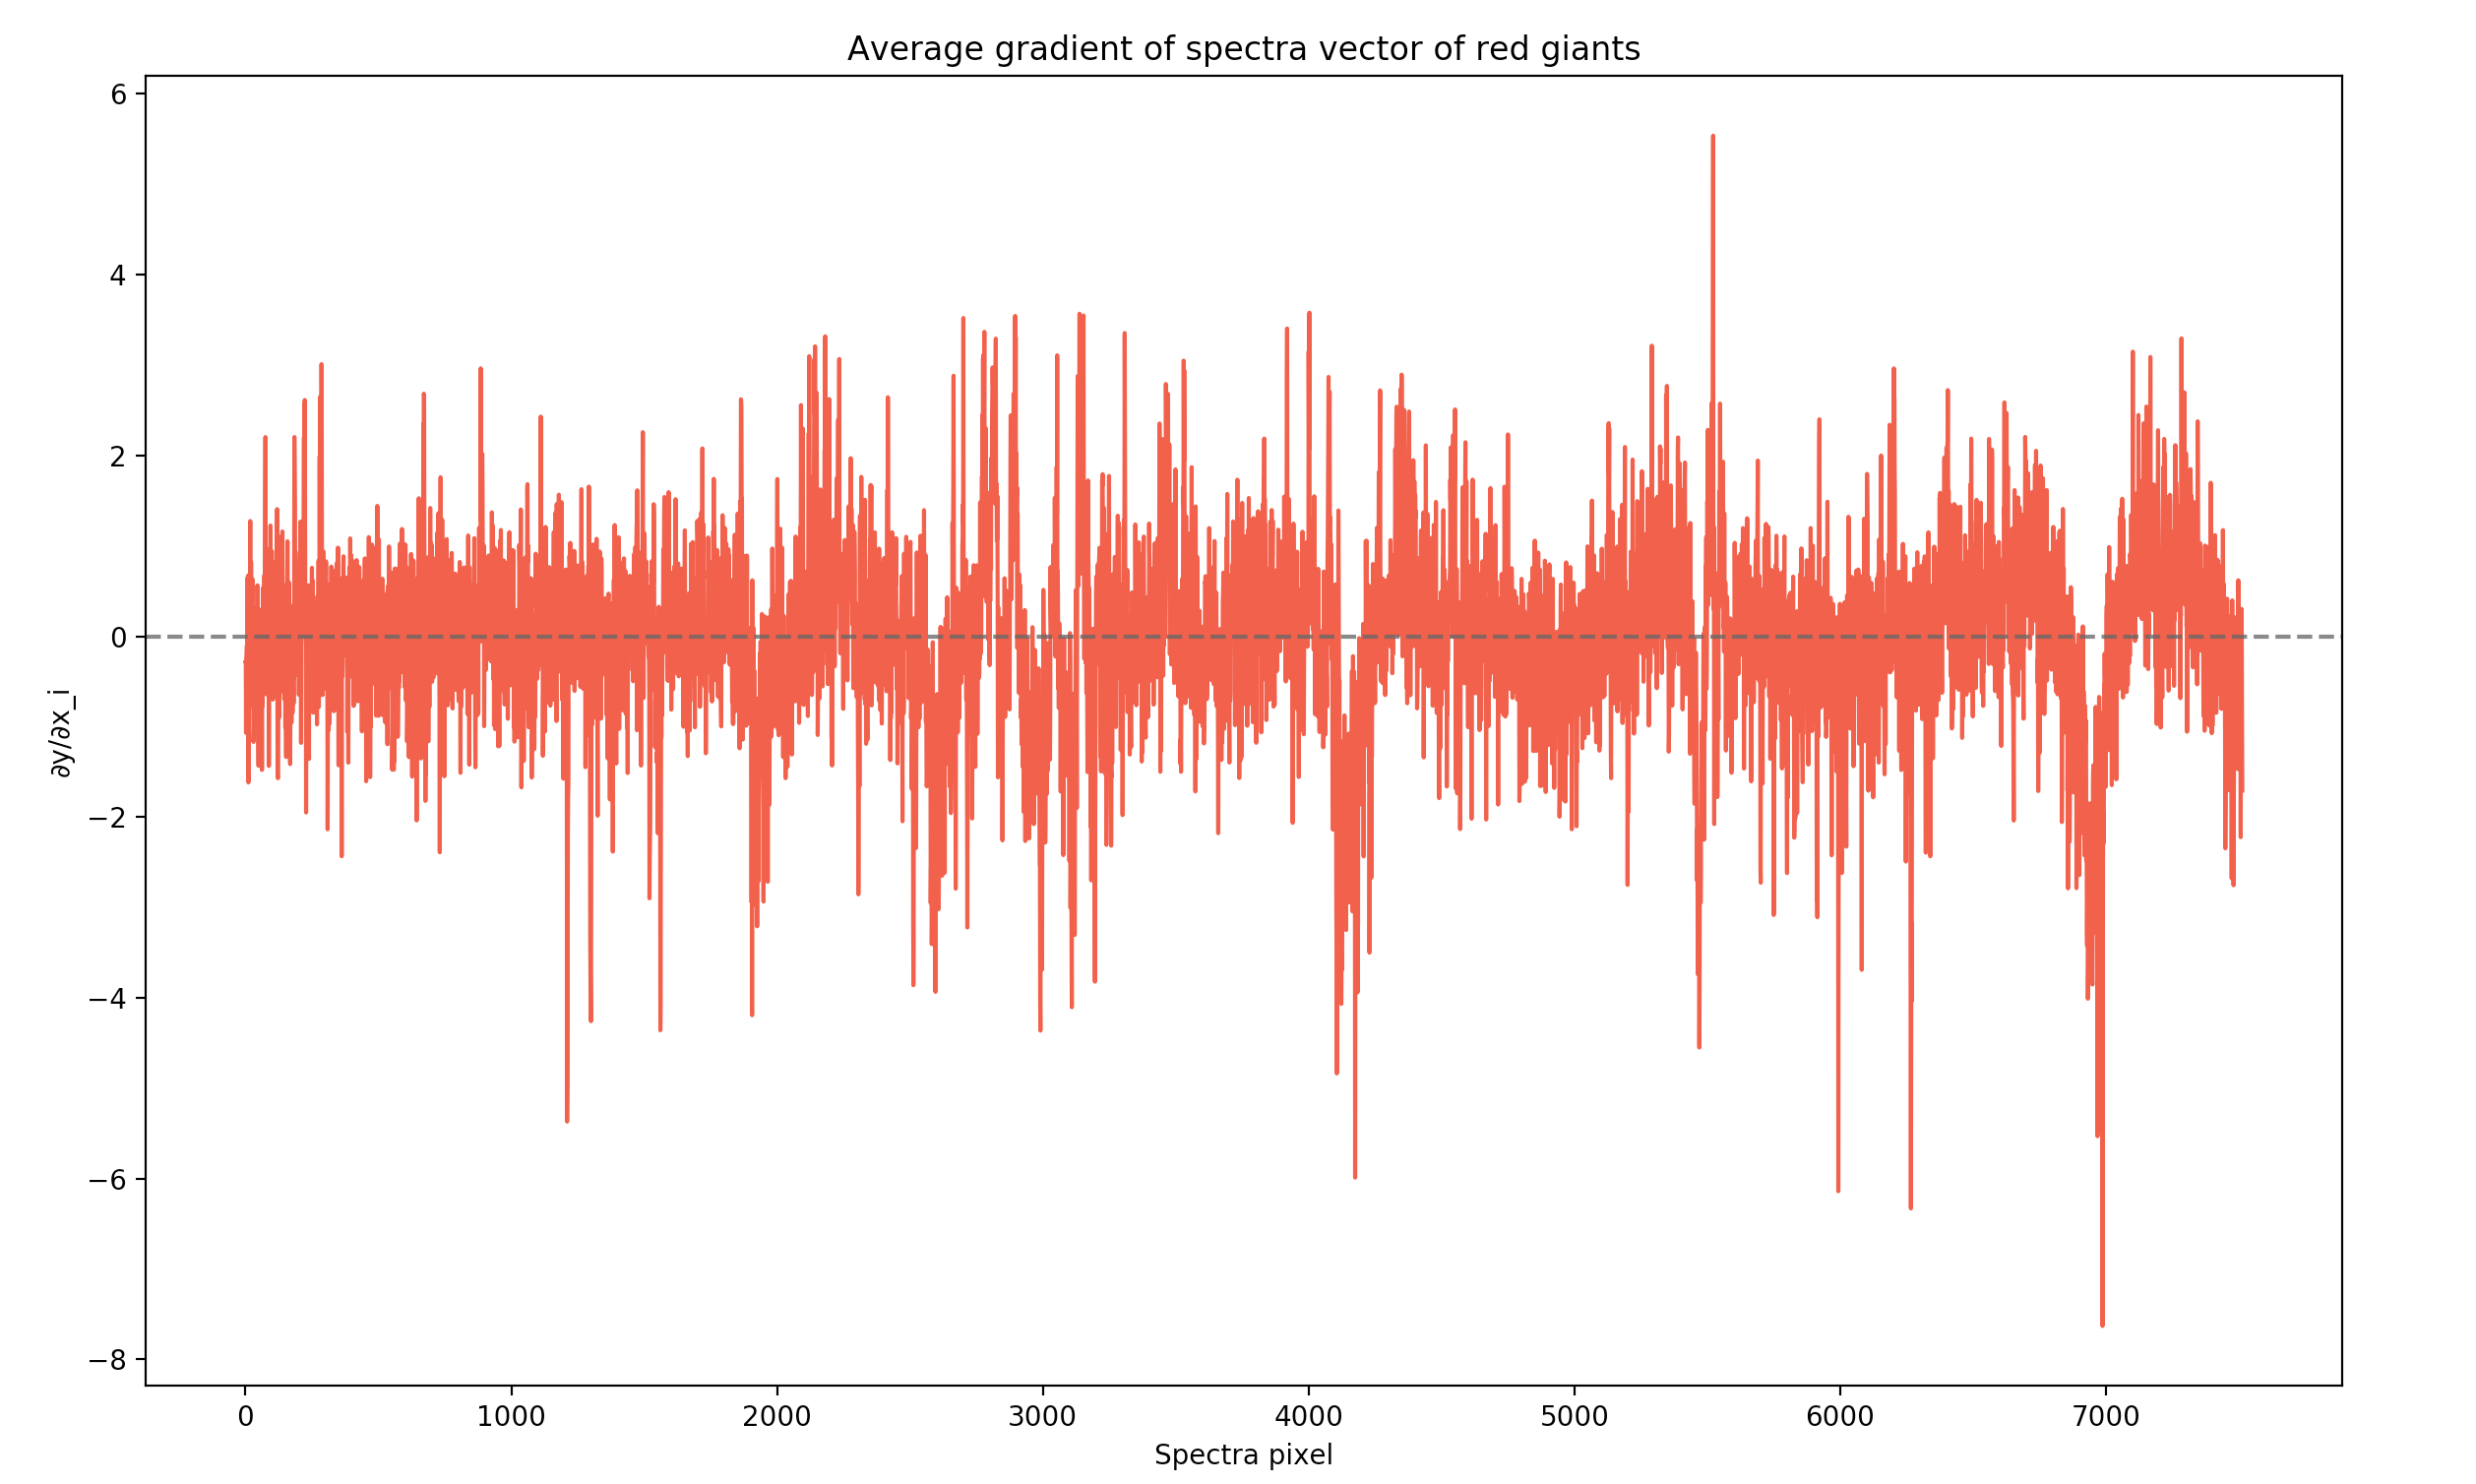 Average gradient of spectra vector of red giants
6
4
2
0
−2
−4
−6
−8
∂y/∂x_i
0 1000 2000 3000 4000 5000 6000 7000
Spectra pixel